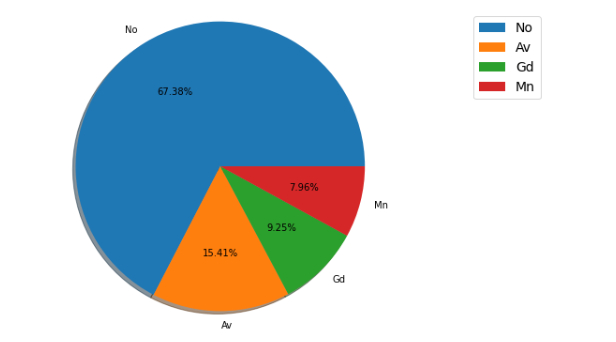 No
67.38%
7.96%
Mn
9.25%
15.41%
Gd
Av
No
Av
Gd
Mn